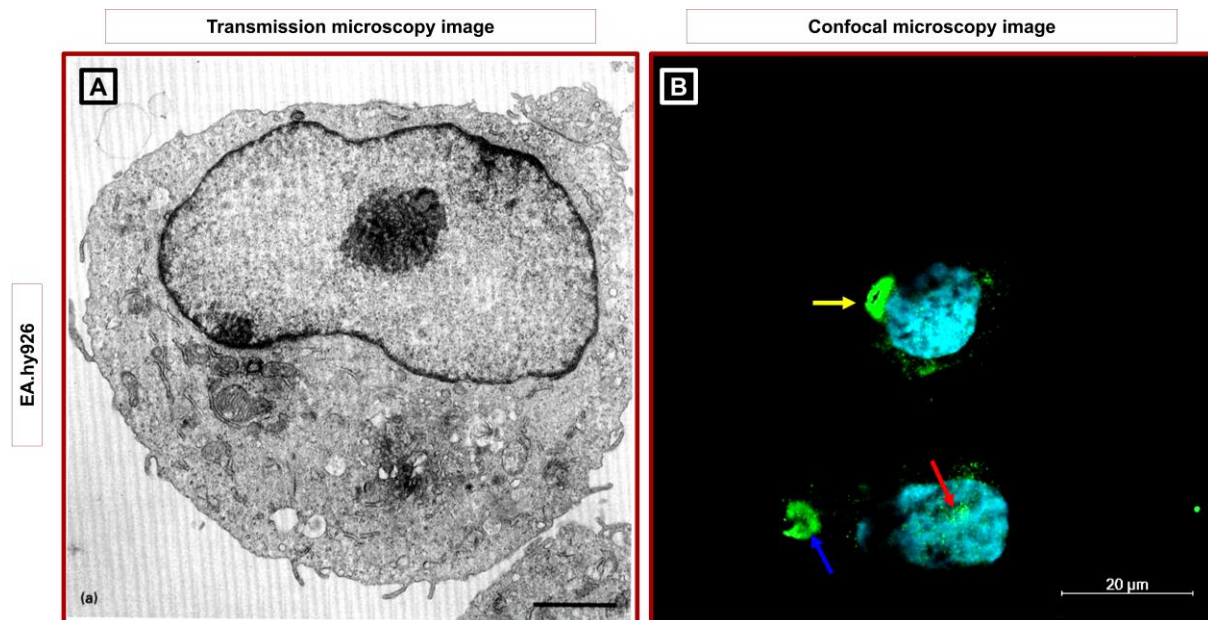 Transmission microscopy image
Confocal microscopy image
EA.hy926
A
B
(a)
20 µm